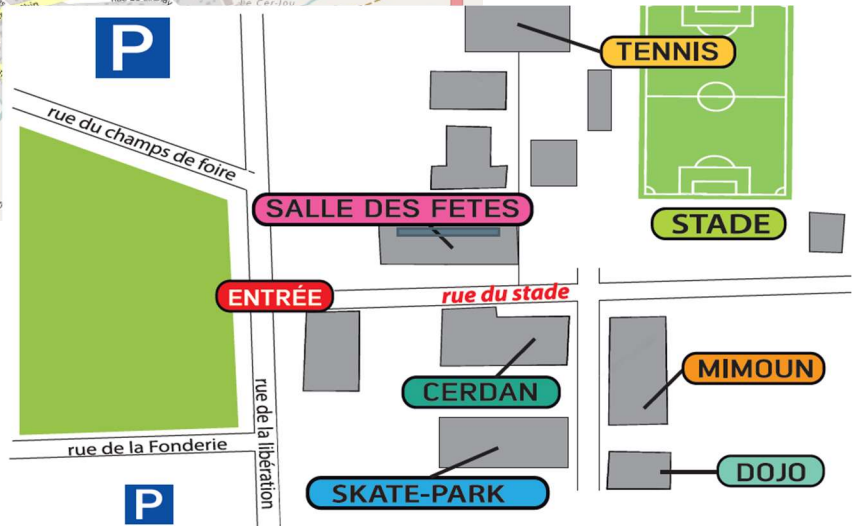 P
TENNIS
rue du champs de foire
SALLE DES FETES
STADE
ENTRÉE
rue du stade
MIMOUN
CERDAN
rue de la libération
rue de la Fonderie
DOJO
SKATE-PARK
P